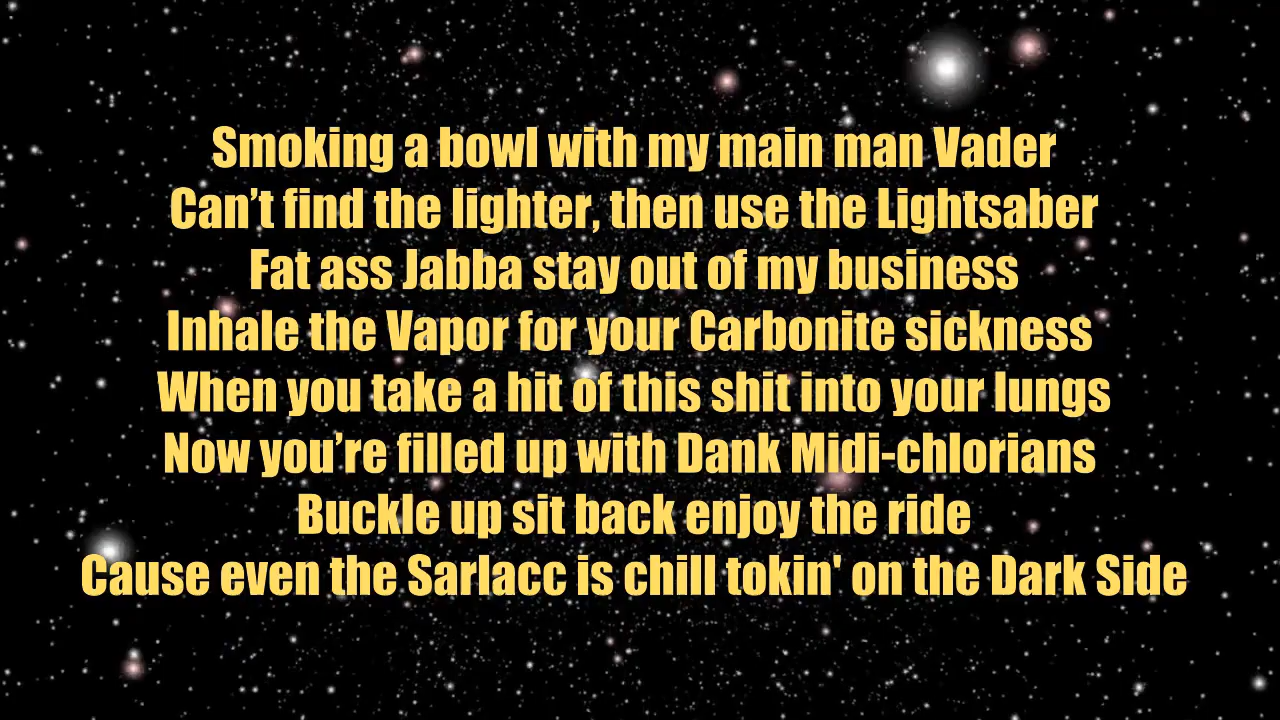 Smoking a bowl with my main man Vader
Can’t find the lighter, then use the Lightsaber
Fat ass Jabba stay out of my business
Inhale the Vapor for your Carbonite sickness
When you take a hit of this shit into your lungs
Now you’re filled up with Dank Midi-chlorians
Buckle up sit back enjoy the ride
Cause even the Sarlacc is chill tokin' on the Dark Side